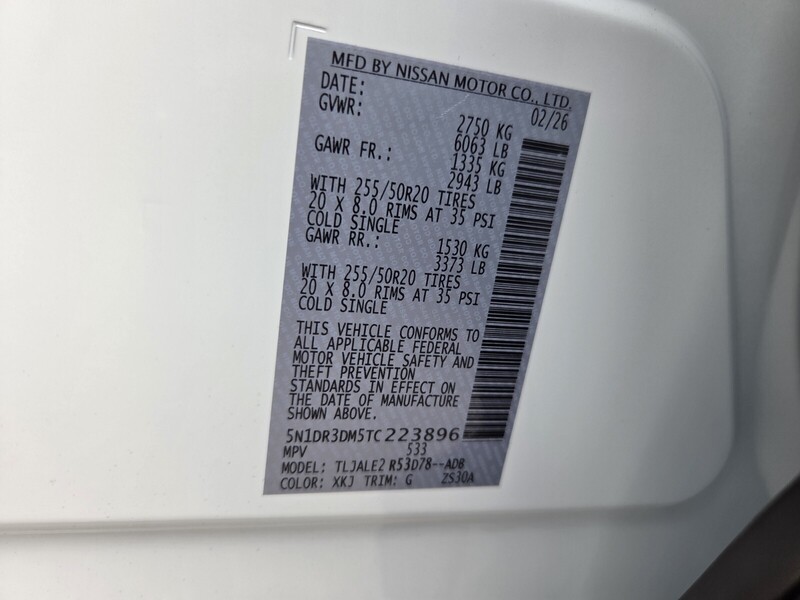 MFD BY NISSAN MOTOR CO., LTD.
DATE: 02/26
GVWR: 2750 KG
6063 LB
GAWR FR.: 1335 KG
2943 LB
WITH 255/50R20 TIRES
20 X 8.0 RIMS AT 35 PSI
COLD SINGLE
GAWR RR.: 1530 KG
3373 LB
WITH 255/50R20 TIRES
20 X 8.0 RIMS AT 35 PSI
COLD SINGLE
THIS VEHICLE CONFORMS TO
ALL APPLICABLE FEDERAL
MOTOR VEHICLE SAFETY AND
THEFT PREVENTION
STANDARDS IN EFFECT ON
THE DATE OF MANUFACTURE
SHOWN ABOVE.
5N1DR3DM5TC223896
MPV 533
MODEL: TLJALE2 R53D78--ADB
COLOR: XKJ TRIM: G ZS30A